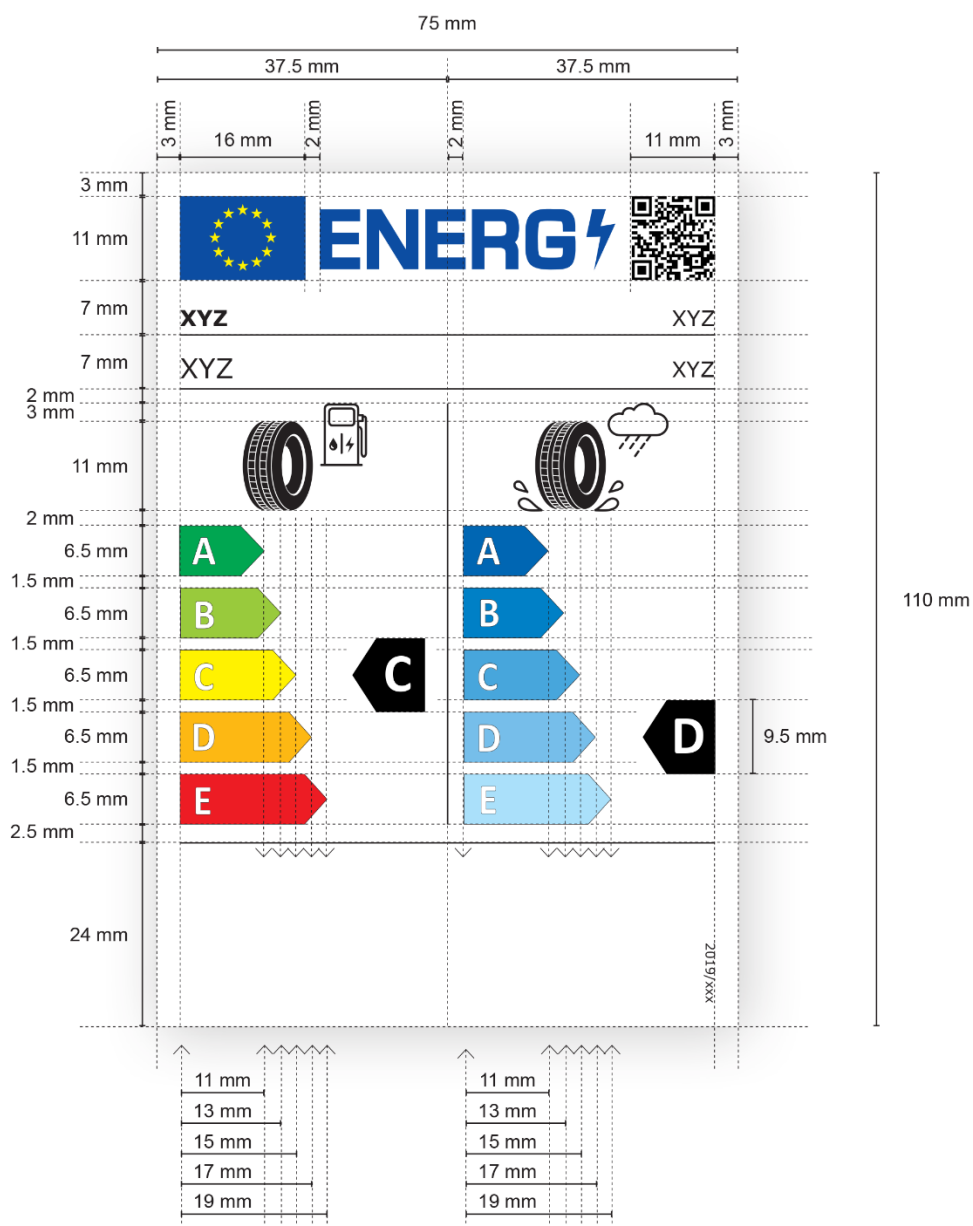 75 mm
37.5 mm 37.5 mm
3 mm 16 mm 2 mm 2 mm 11 mm 3 mm
3 mm
11 mm ENERG
7 mm XYZ XYZ
7 mm XYZ XYZ
2 mm
3 mm
11 mm
2 mm
6.5 mm A A
1.5 mm
6.5 mm B B 110 mm
1.5 mm
6.5 mm C C C
1.5 mm
6.5 mm D D D 9.5 mm
1.5 mm
6.5 mm E E
2.5 mm
24 mm
2019/xxx
11 mm 11 mm
13 mm 13 mm
15 mm 15 mm
17 mm 17 mm
19 mm 19 mm